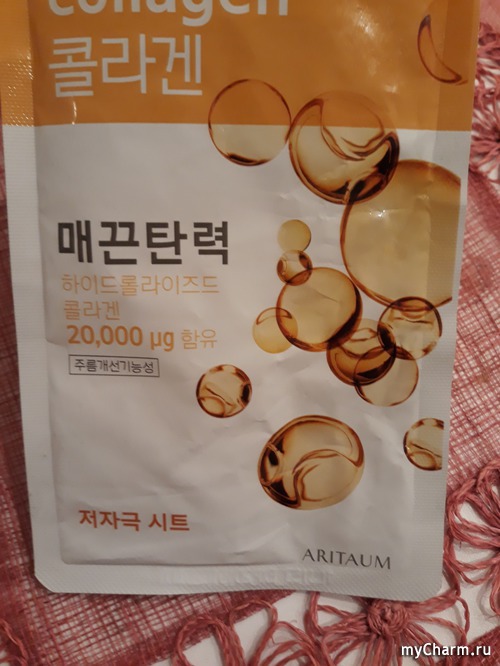 collagen
콜라겐
매끈탄력
하이드롤라이즈드
콜라겐
20,000 μg 함유
주름개선기능성
저자극 시트
ARITAUM
myCharm.ru